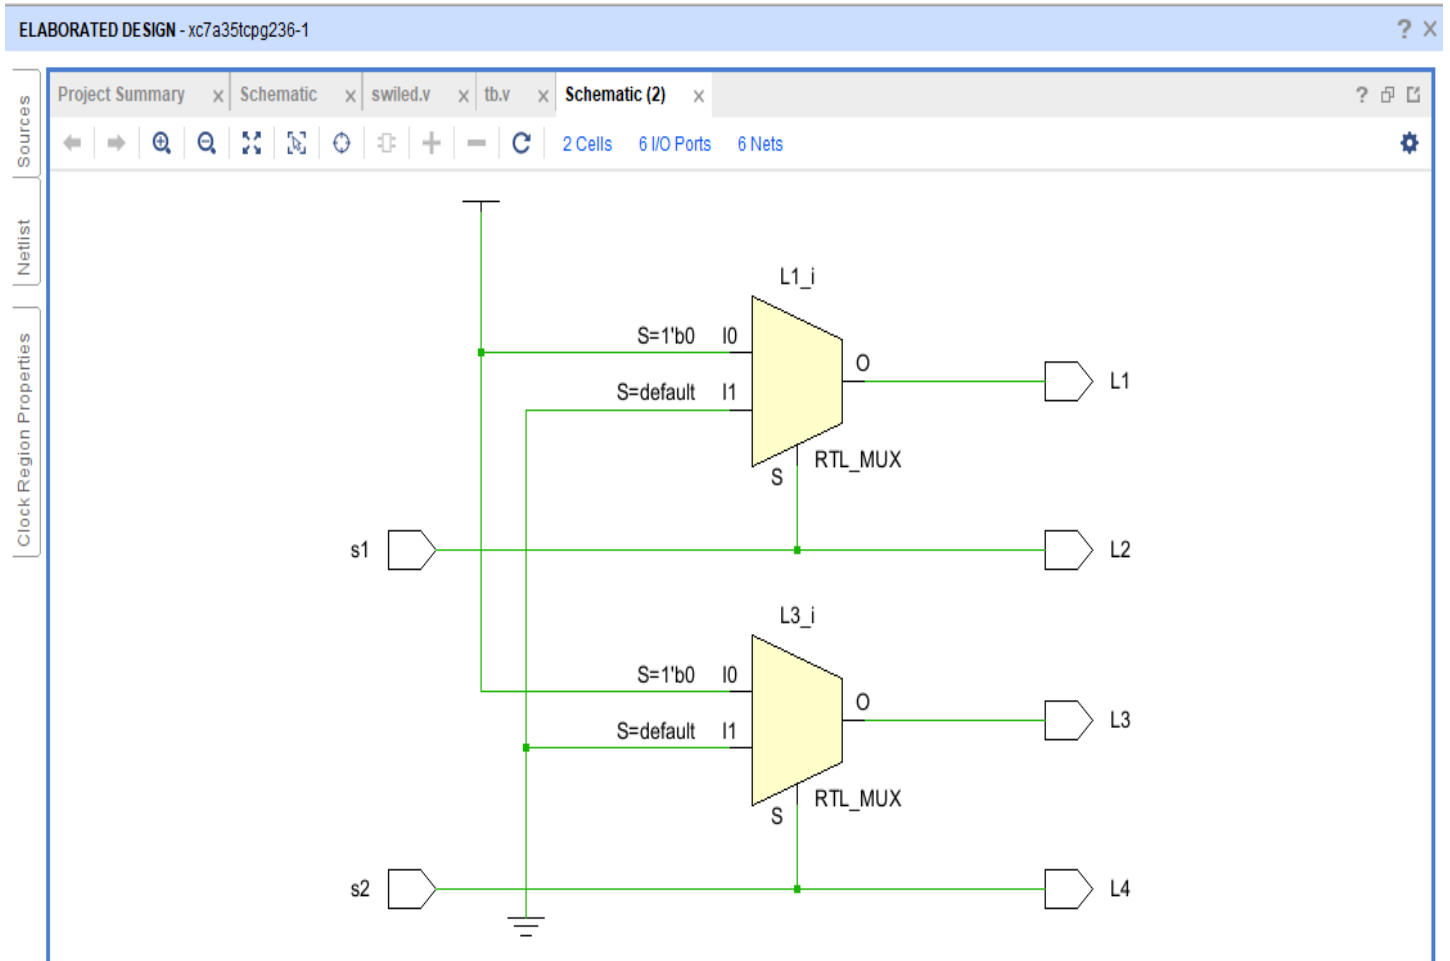 ELABORATED DESIGN - xc7a35tcpg236-1
Sources
Netlist
Clock Region Properties
Project Summary x Schematic x swiled.v x tb.v x Schematic (2) x
2 Cells 6 I/O Ports 6 Nets
L1_i
S=1'b0 I0
O
S=default I1
L1
RTL_MUX
S
s1
L2
L3_i
S=1'b0 I0
O
S=default I1
L3
RTL_MUX
S
s2
L4